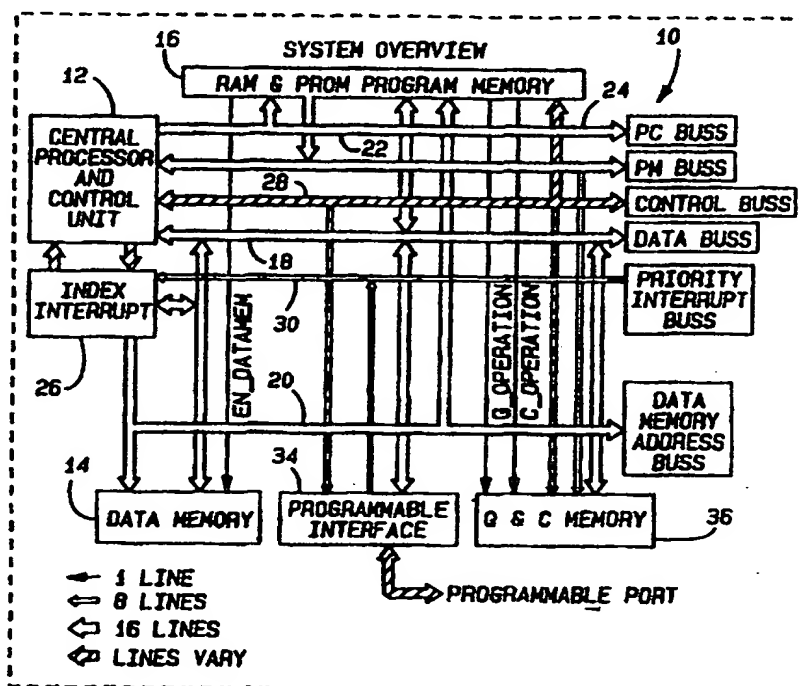 SYSTEM OVERVIEW
10
16
RAM & PROM PROGRAM MEMORY
12
24
CENTRAL
PROCESSOR
AND
CONTROL
UNIT
22
PC BUSS
PM BUSS
28
CONTROL BUSS
DATA BUSS
18
INDEX
INTERRUPT
30
PRIORITY
INTERRUPT
BUSS
26
EN_DATAMEM
Q_OPERATION
C_OPERATION
20
DATA
MEMORY
ADDRESS
BUSS
14
34
DATA MEMORY
PROGRAMMABLE
INTERFACE
Q & C MEMORY
36
1 LINE
8 LINES
16 LINES
LINES VARY
PROGRAMMABLE PORT